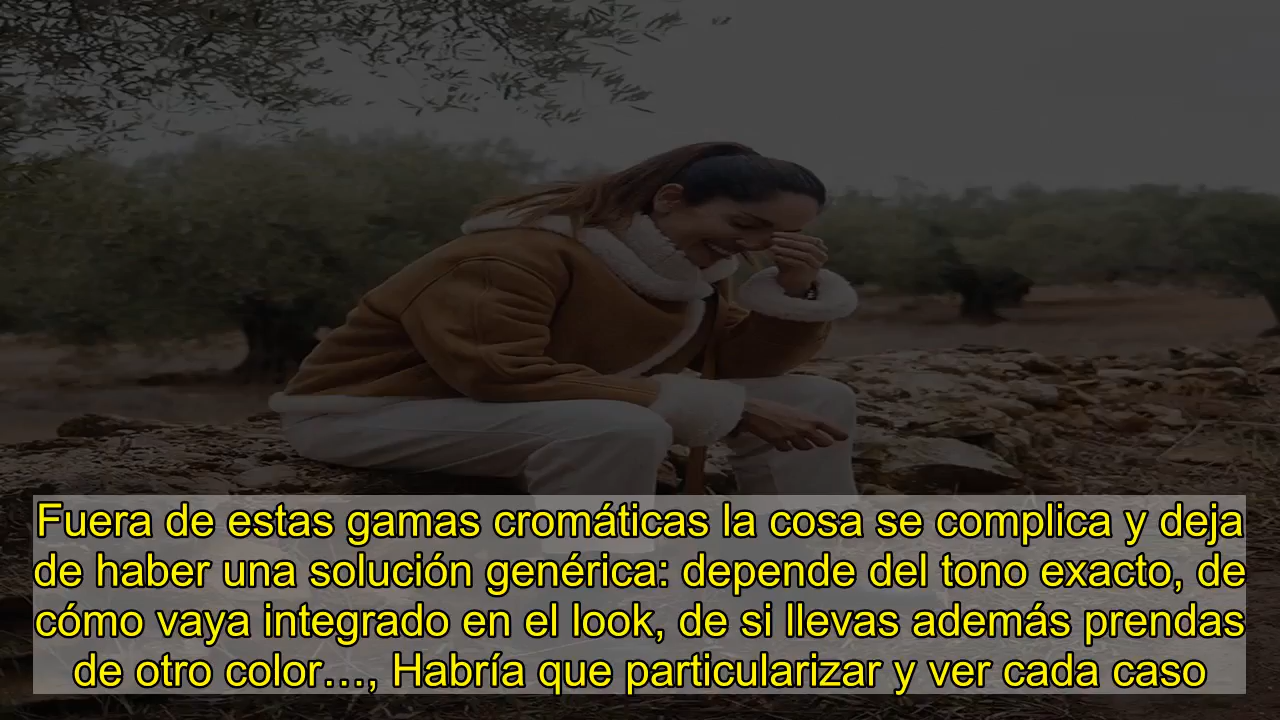 Fuera de estas gamas cromáticas la cosa se complica y deja
de haber una solución genérica: depende del tono exacto, de
cómo vaya integrado en el look, de si llevas además prendas
de otro color…, Habría que particularizar y ver cada caso